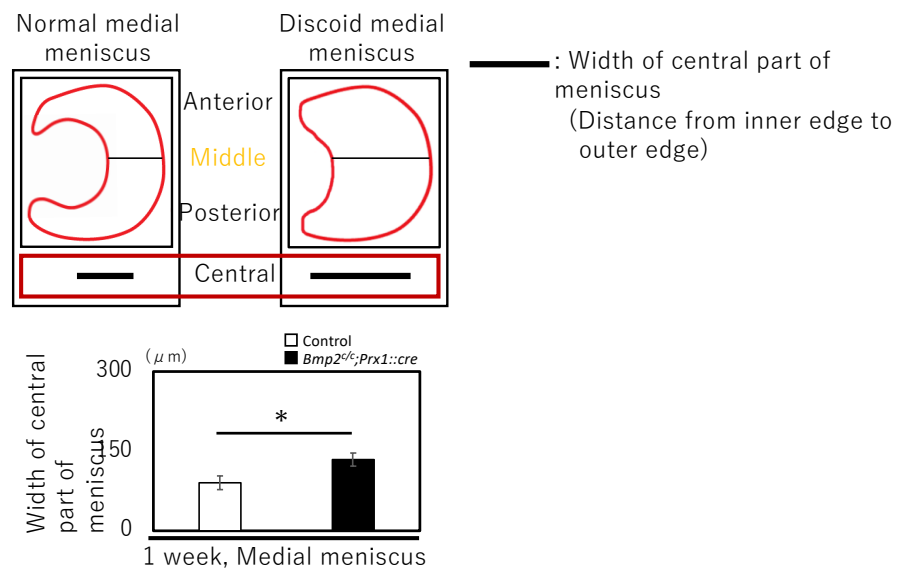 Normal medial
meniscus
Discoid medial
meniscus
: Width of central part of
meniscus
(Distance from inner edge to
outer edge)
Anterior
Middle
Posterior
Central
(μm)
Control
Bmp2c/c;Prx1::cre
300
150
0
Width of central
part of
meniscus
*
1 week, Medial meniscus